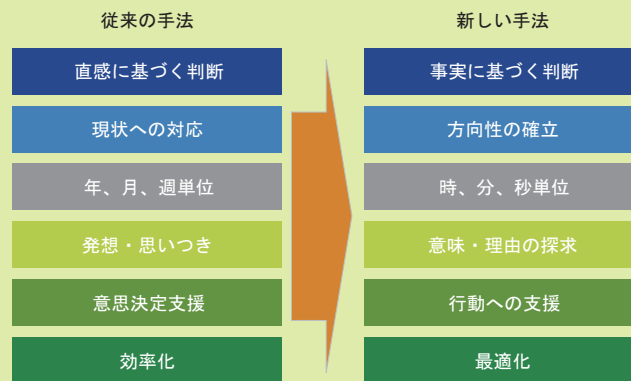 従来の手法
新しい手法
直感に基づく判断
事実に基づく判断
現状への対応
方向性の確立
年、月、週単位
時、分、秒単位
発想・思いつき
意味・理由の探求
意思決定支援
行動への支援
効率化
最適化